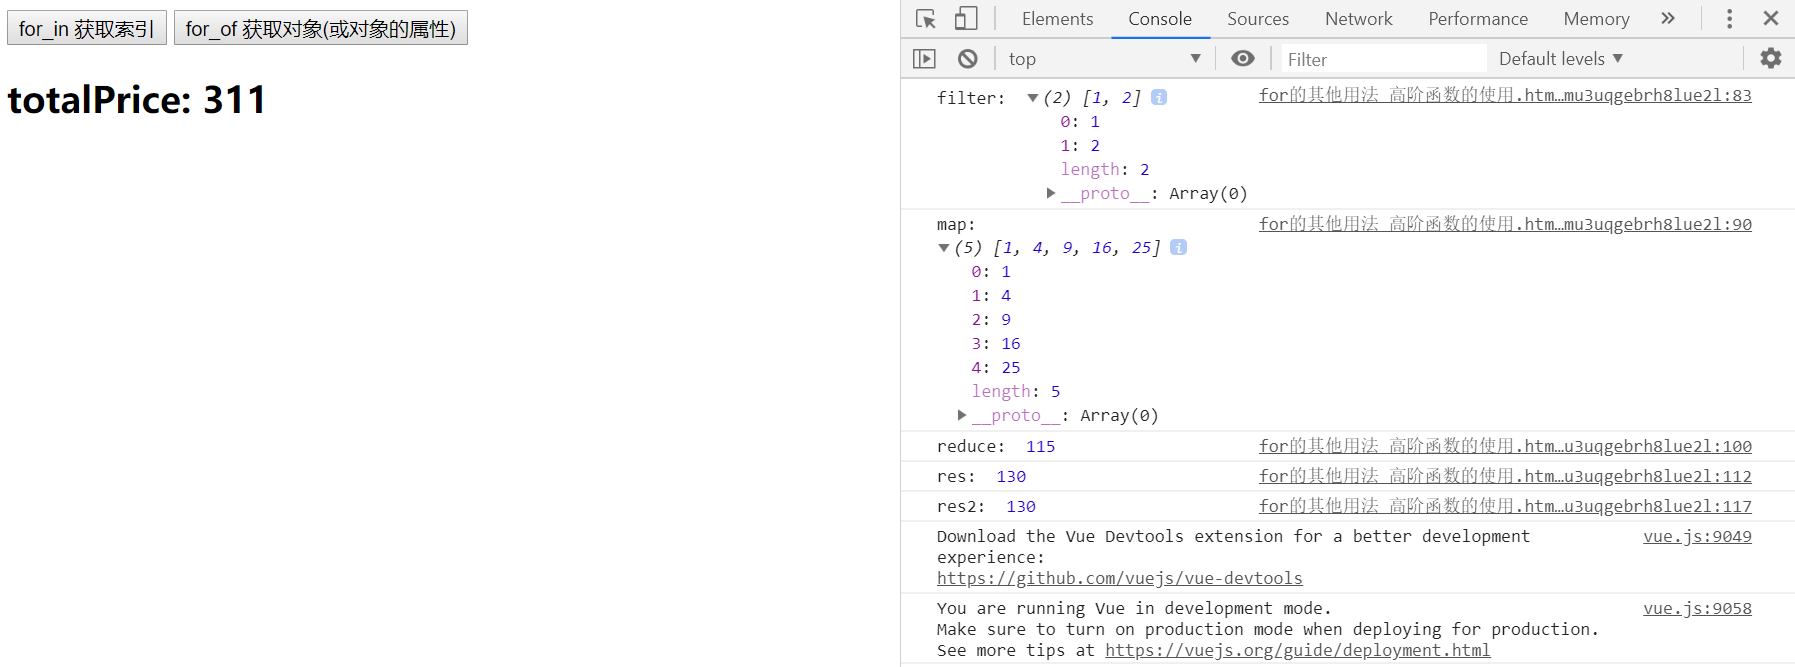 for_in 获取索引 for_of 获取对象(或对象的属性)
totalPrice: 311
Elements Console Sources Network Performance Memory »
top Filter Default levels
filter: (2) [1, 2] for的其他用法_高阶函数的使用.htm…mu3uqgebrh8lue2l:83
0: 1
1: 2
length: 2
__proto__: Array(0)
map: for的其他用法_高阶函数的使用.htm…mu3uqgebrh8lue2l:90
(5) [1, 4, 9, 16, 25]
0: 1
1: 4
2: 9
3: 16
4: 25
length: 5
__proto__: Array(0)
reduce: 115 for的其他用法_高阶函数的使用.htm…u3uqgebrh8lue2l:100
res: 130 for的其他用法_高阶函数的使用.htm…u3uqgebrh8lue2l:112
res2: 130 for的其他用法_高阶函数的使用.htm…u3uqgebrh8lue2l:117
Download the Vue Devtools extension for a better development vue.js:9049
experience:
https://github.com/vuejs/vue-devtools
You are running Vue in development mode. vue.js:9058
Make sure to turn on production mode when deploying for production.
See more tips at https://vuejs.org/guide/deployment.html